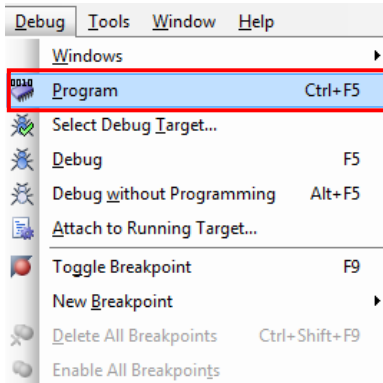 Debug Tools Window Help
Windows
0010 Program Ctrl+F5
Select Debug Target...
Debug F5
Debug without Programming Alt+F5
Attach to Running Target...
Toggle Breakpoint F9
New Breakpoint
Delete All Breakpoints Ctrl+Shift+F9
Enable All Breakpoints